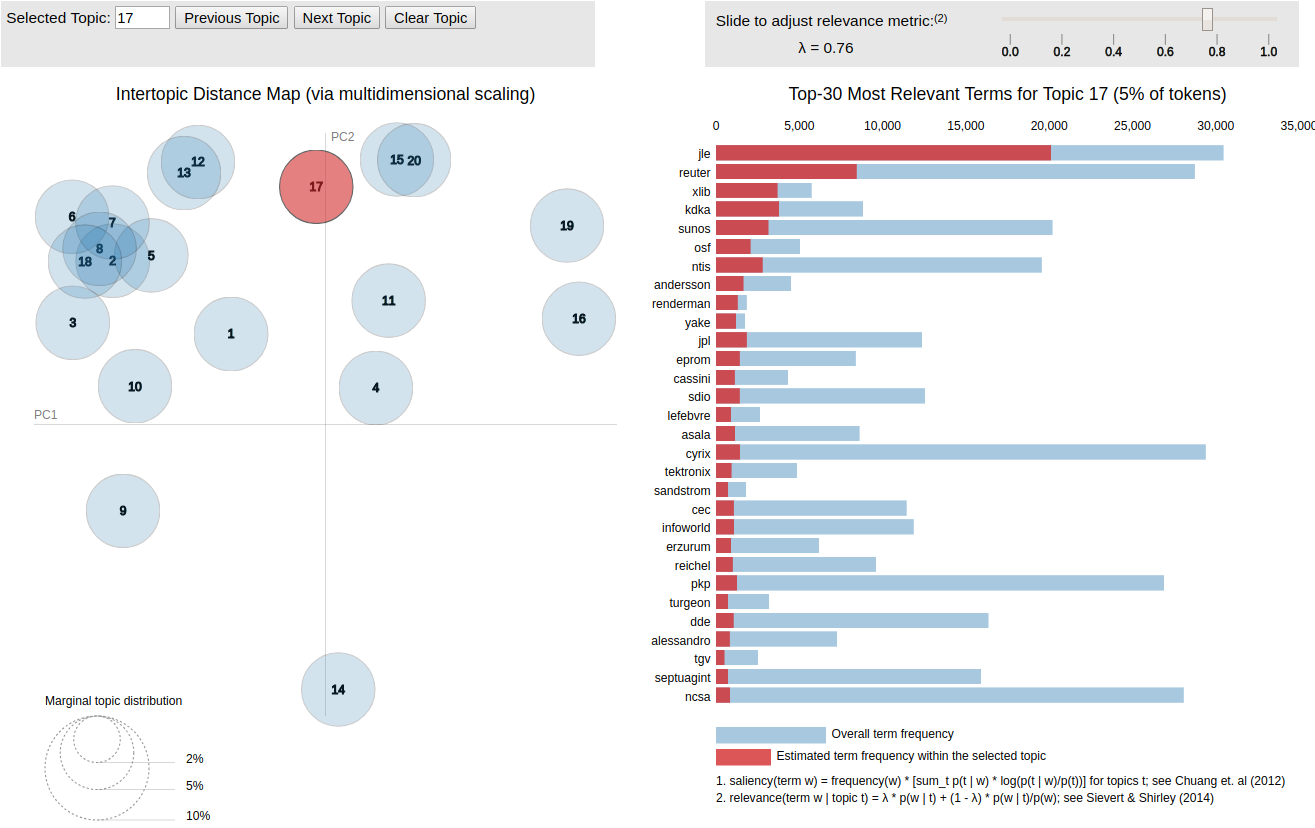 Selected Topic: 17 Previous Topic Next Topic Clear Topic
Slide to adjust relevance metric:(2)
λ = 0.76
0.0 0.2 0.4 0.6 0.8 1.0
Intertopic Distance Map (via multidimensional scaling)
PC2
12
13
17
15 20
6
7
19
8
18 2 5
11
3
1
16
10
4
PC1
9
14
Marginal topic distribution
2%
5%
10%
Top-30 Most Relevant Terms for Topic 17 (5% of tokens)
0 5,000 10,000 15,000 20,000 25,000 30,000 35,000
jle
reuter
xlib
kdka
sunos
osf
ntis
andersson
renderman
yake
jpl
eprom
cassini
sdio
lefebvre
asala
cyrix
tektronix
sandstrom
cec
infoworld
erzurum
reichel
pkp
turgeon
dde
alessandro
tgv
septuagint
ncsa
Overall term frequency
Estimated term frequency within the selected topic
1. saliency(term w) = frequency(w) * [sum_t p(t | w) * log(p(t | w)/p(t))] for topics t; see Chuang et. al (2012)
2. relevance(term w | topic t) = λ * p(w | t) + (1 - λ) * p(w | t)/p(w); see Sievert & Shirley (2014)